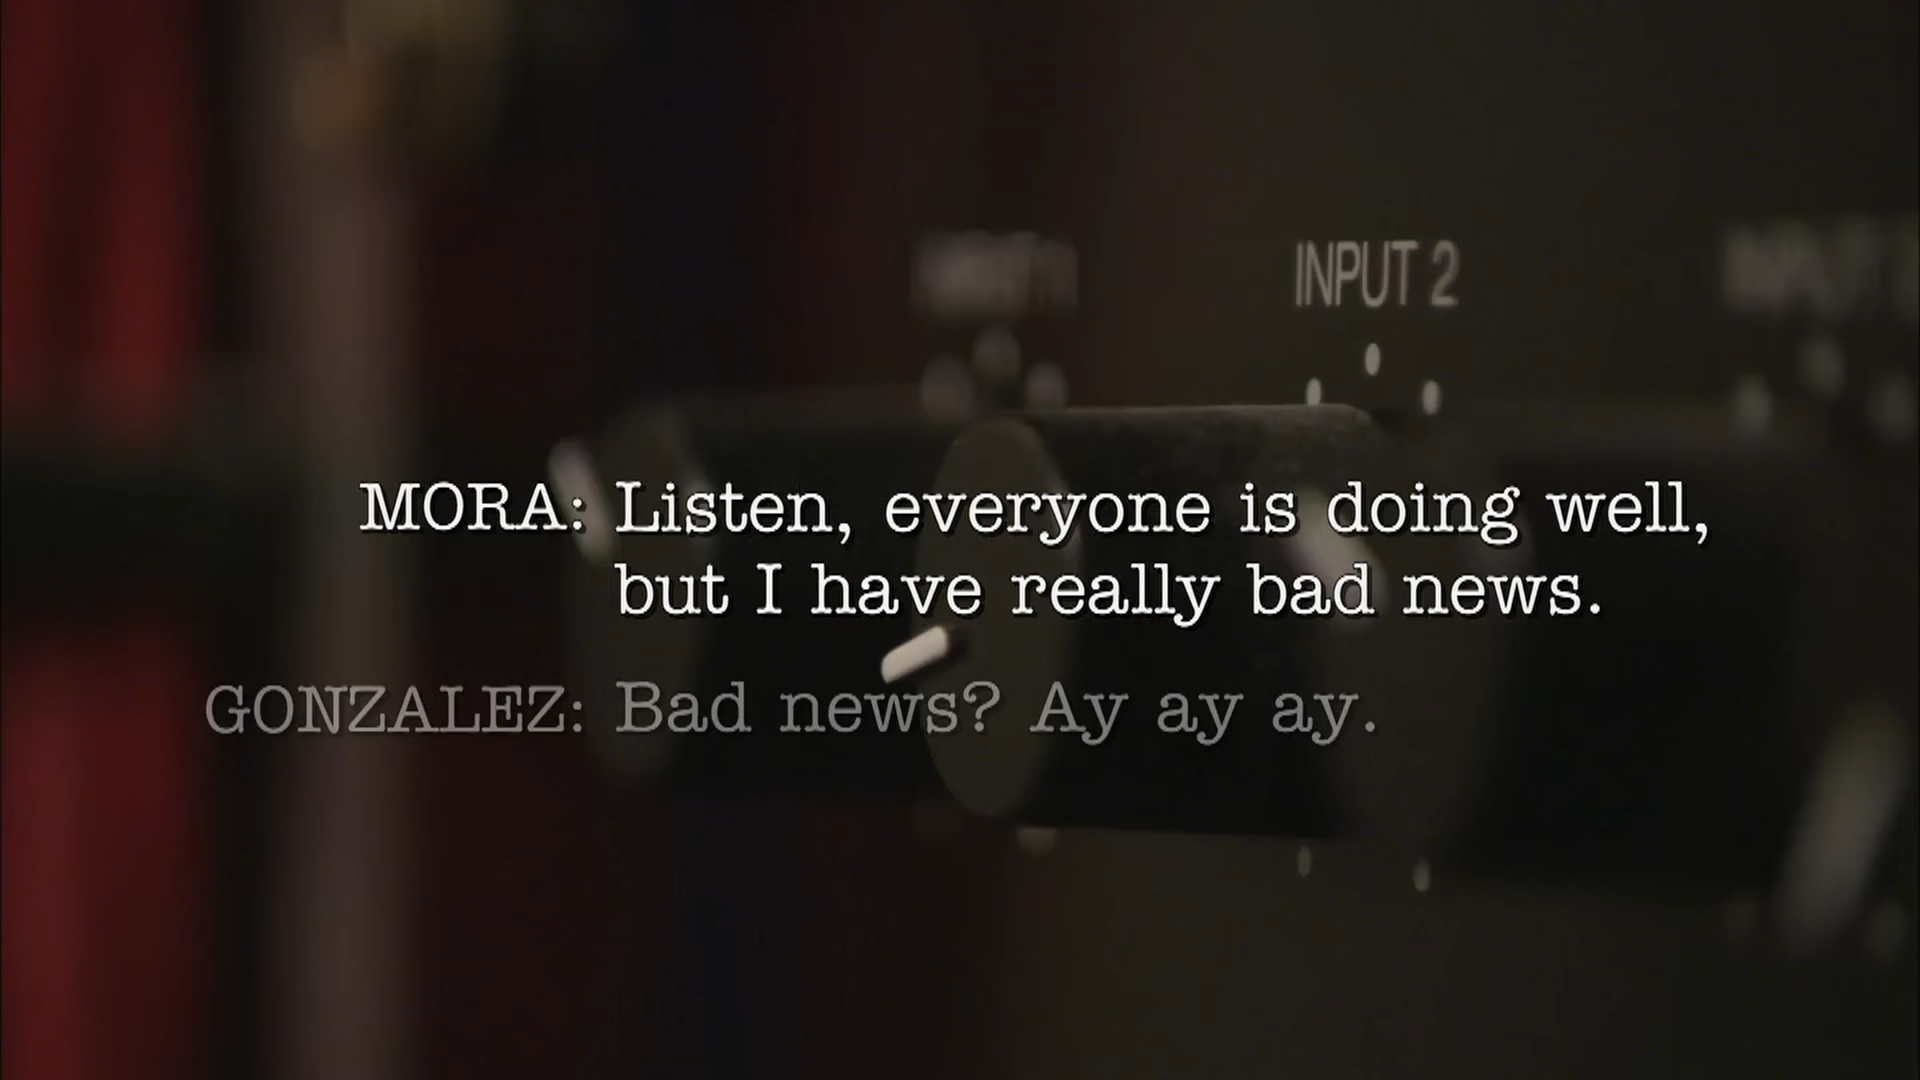 INPUT 2
MORA: Listen, everyone is doing well,
but I have really bad news.
GONZALEZ: Bad news? Ay ay ay.